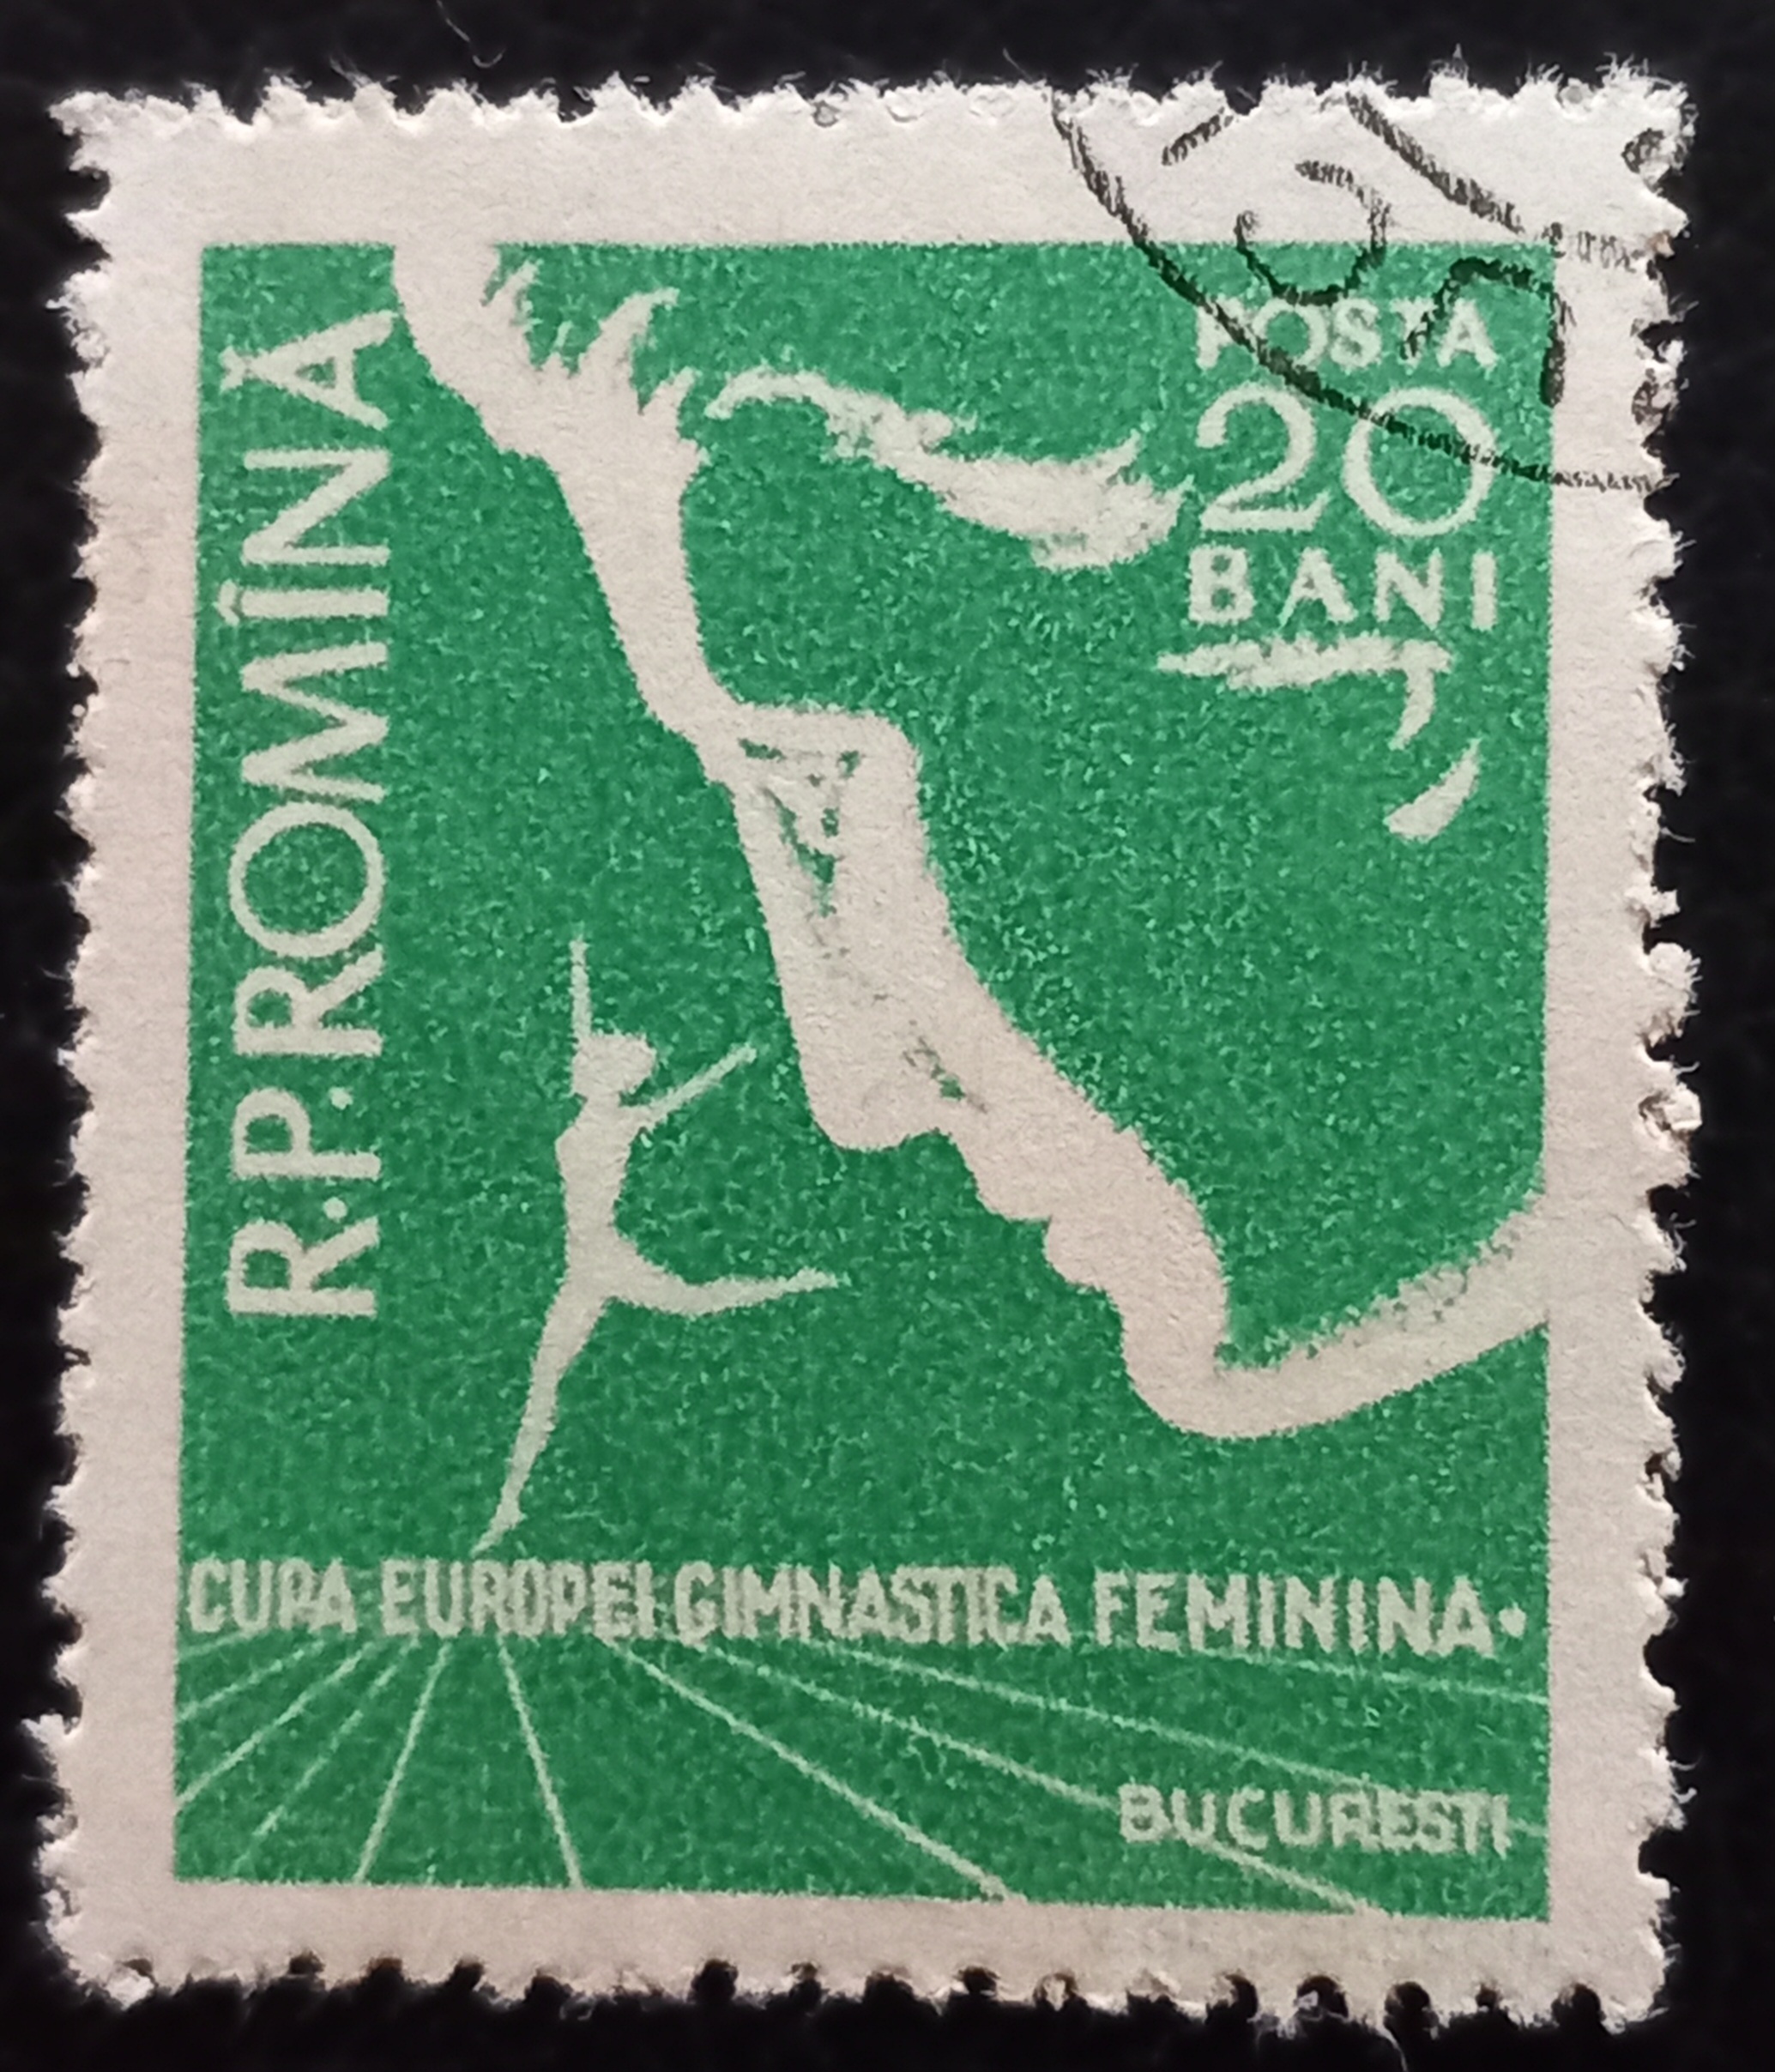 R.P.ROMÎNĂ
POSTA
20
BANI
CUPA EUROPEI·GIMNASTICA FEMININA·
BUCURESTI